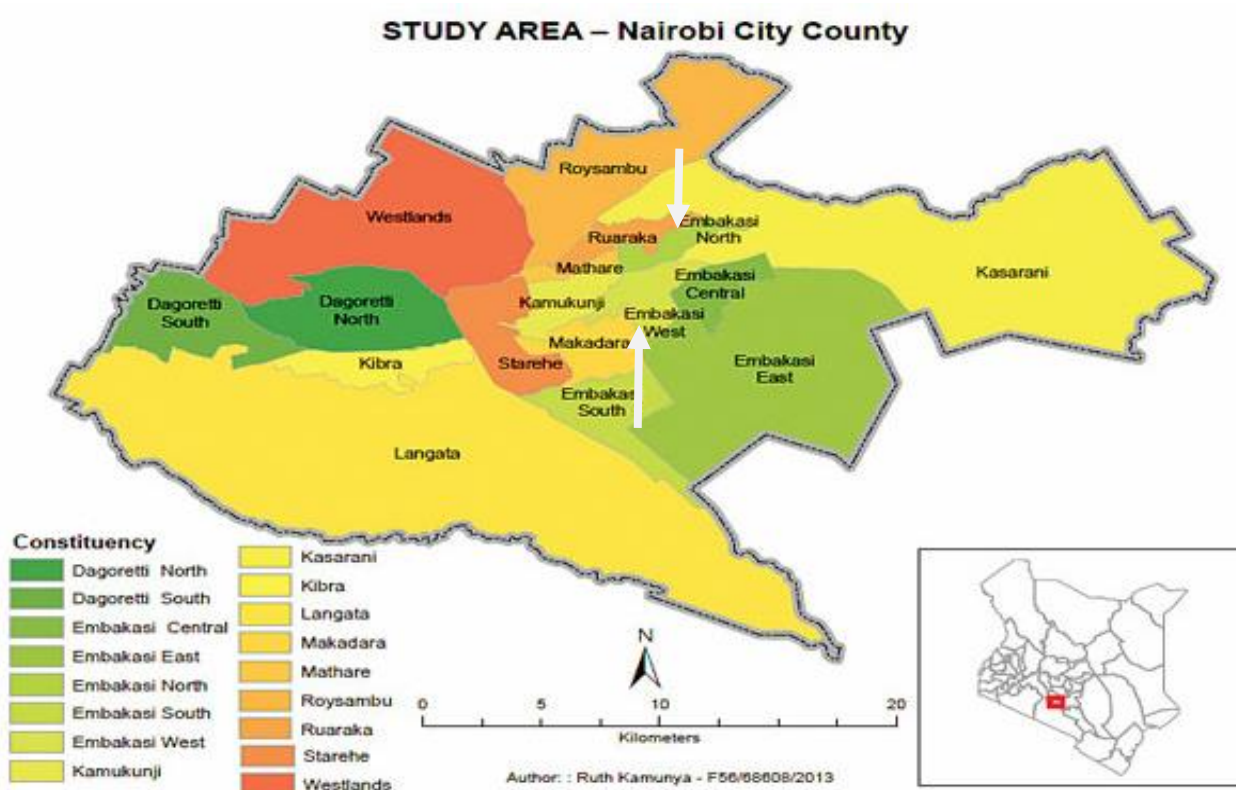 STUDY AREA – Nairobi City County
Roysambu
Westlands
Ruaraka
Embakasi
North
Kasarani
Mathare
Embakasi
Central
Dagoretti
South
Dagoretti
North
Kamukunji
Embakasi
West
Makadara
Kibra
Starehe
Embakasi
East
Embakas
South
Langata
Constituency
Dagoretti North
Dagoretti South
Embakasi Central
Embakasi East
Embakasi North
Embakasi South
Embakasi West
Kamukunji
Kasarani
Kibra
Langata
Makadara
Mathare
Roysambu
Ruaraka
Starehe
Westlands
N
0 5 10 20
Kilometers
Author: : Ruth Kamunya - F56/68608/2013